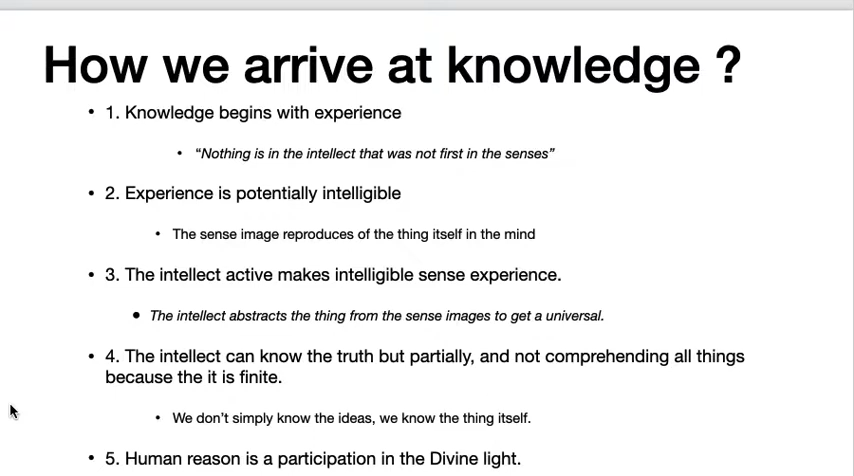 How we arrive at knowledge ?
• 1. Knowledge begins with experience
• “Nothing is in the intellect that was not first in the senses”
• 2. Experience is potentially intelligible
• The sense image reproduces of the thing itself in the mind
• 3. The intellect active makes intelligible sense experience.
• The intellect abstracts the thing from the sense images to get a universal.
• 4. The intellect can know the truth but partially, and not comprehending all things
because the it is finite.
• We don’t simply know the ideas, we know the thing itself.
• 5. Human reason is a participation in the Divine light.